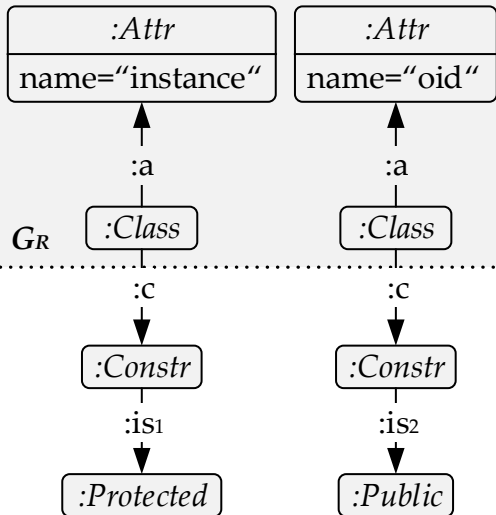 :Attr :Attr
name=“instance“ name=“oid“
:a :a
:Class :Class
GR
:c :c
:Constr :Constr
:is1 :is2
:Protected :Public